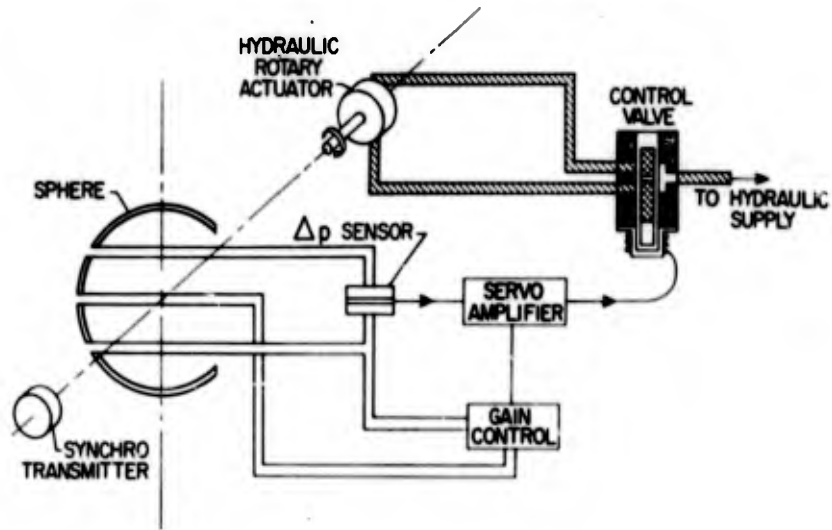 HYDRAULIC
ROTARY
ACTUATOR
CONTROL
VALVE
TO HYDRAULIC
SUPPLY
SPHERE
Δp SENSOR
SERVO
AMPLIFIER
GAIN
CONTROL
SYNCHRO
TRANSMITTER